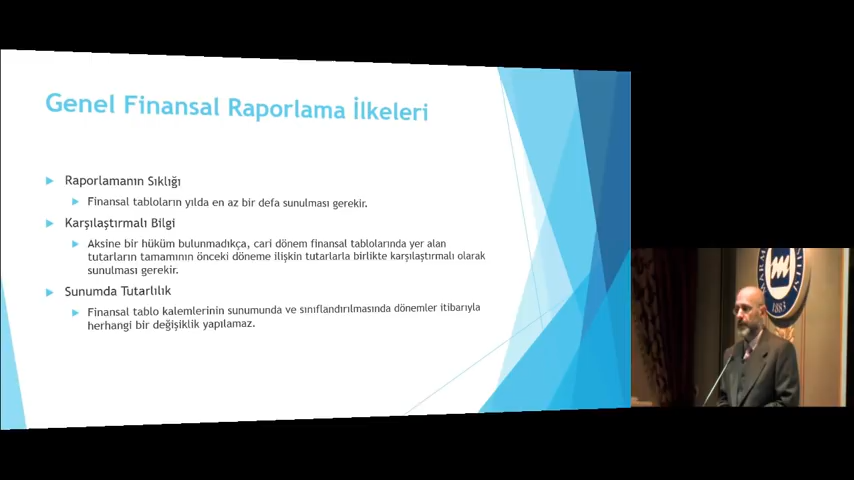 Genel Finansal Raporlama İlkeleri
Raporlamanın Sıklığı
Finansal tabloların yılda en az bir defa sunulması gerekir.
Karşılaştırmalı Bilgi
Aksine bir hüküm bulunmadıkça, cari dönem finansal tablolarında yer alan
tutarların tamamının önceki döneme ilişkin tutarlarla birlikte karşılaştırmalı olarak
sunulması gerekir.
Sunumda Tutarlılık
Finansal tablo kalemlerinin sunumunda ve sınıflandırılmasında dönemler itibarıyla
herhangi bir değişiklik yapılamaz.
1883